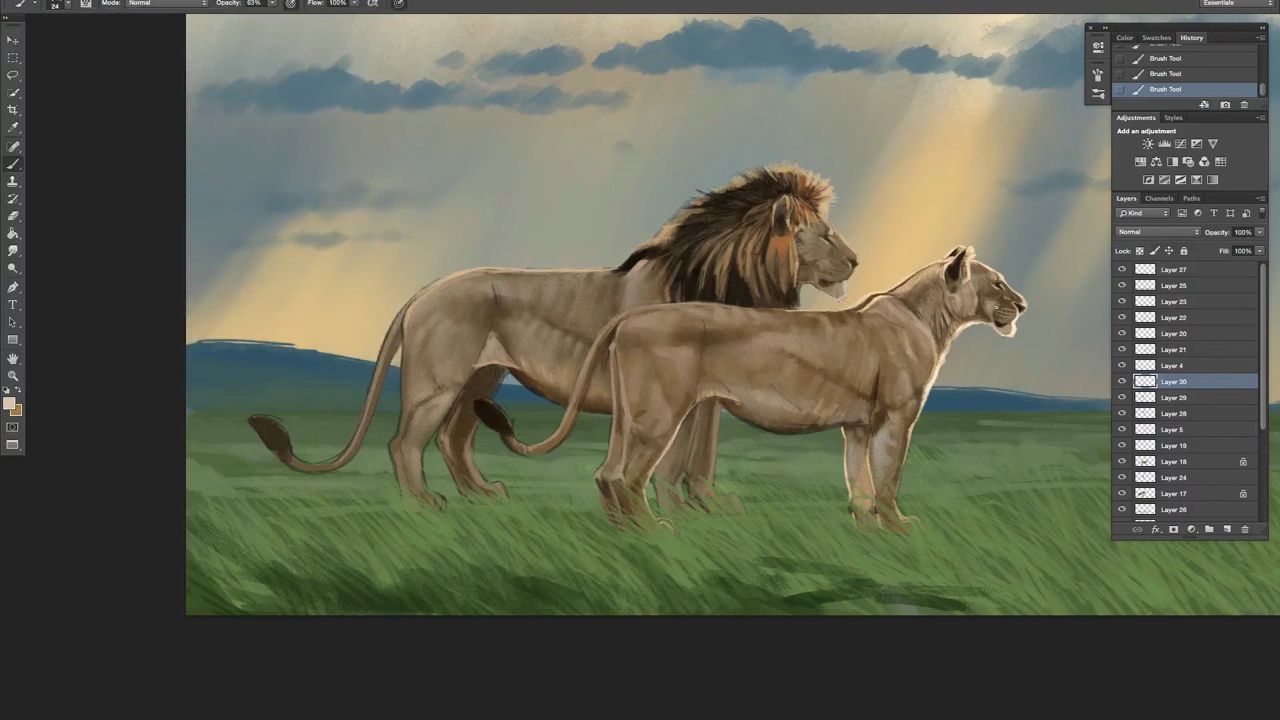 24 Mode: Normal Opacity: 63% Flow: 100% Essentials
Color Swatches History
Brush Tool
Brush Tool
Brush Tool
Adjustments Styles
Add an adjustment
Layers Channels Paths
Kind
Normal Opacity: 100%
Lock: Fill: 100%
Layer 27
Layer 25
Layer 23
Layer 22
Layer 20
Layer 21
Layer 4
Layer 30
Layer 29
Layer 28
Layer 5
Layer 19
Layer 18
Layer 24
Layer 17
Layer 26